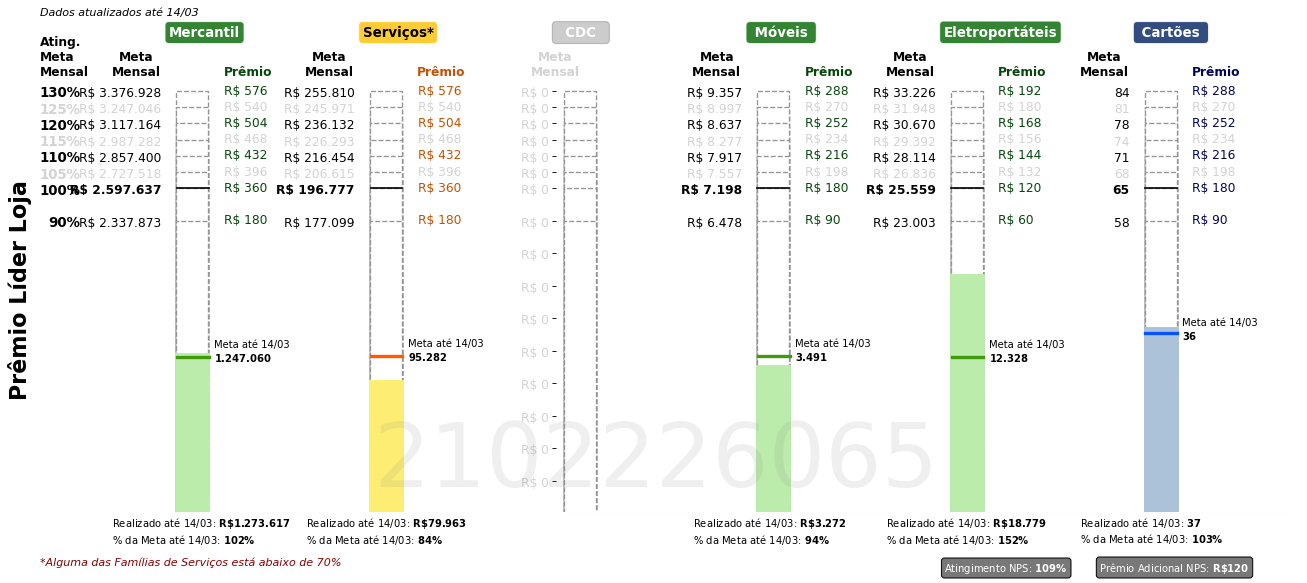 Dados atualizados até 14/03
Mercantil Serviços* CDC Móveis Eletroportáteis Cartões
Ating. Meta Mensal Meta Mensal Prêmio Meta Mensal Prêmio Meta Mensal Meta Mensal Prêmio Meta Mensal Prêmio Meta Mensal Prêmio
130% R$ 3.376.928 R$ 576 R$ 255.810 R$ 576 R$ 0 R$ 9.357 R$ 288 R$ 33.226 R$ 192 84 R$ 288
125% R$ 3.247.046 R$ 540 R$ 245.971 R$ 540 R$ 0 R$ 8.997 R$ 270 R$ 31.948 R$ 180 81 R$ 270
120% R$ 3.117.164 R$ 504 R$ 236.132 R$ 504 R$ 0 R$ 8.637 R$ 252 R$ 30.670 R$ 168 78 R$ 252
115% R$ 2.987.282 R$ 468 R$ 226.293 R$ 468 R$ 0 R$ 8.277 R$ 234 R$ 29.392 R$ 156 74 R$ 234
110% R$ 2.857.400 R$ 432 R$ 216.454 R$ 432 R$ 0 R$ 7.917 R$ 216 R$ 28.114 R$ 144 71 R$ 216
105% R$ 2.727.518 R$ 396 R$ 206.615 R$ 396 R$ 0 R$ 7.557 R$ 198 R$ 26.836 R$ 132 68 R$ 198
100% R$ 2.597.637 R$ 360 R$ 196.777 R$ 360 R$ 0 R$ 7.198 R$ 180 R$ 25.559 R$ 120 65 R$ 180
90% R$ 2.337.873 R$ 180 R$ 177.099 R$ 180 R$ 0 R$ 6.478 R$ 90 R$ 23.003 R$ 60 58 R$ 90
R$ 0
R$ 0
R$ 0
R$ 0
R$ 0
R$ 0
R$ 0
R$ 0
Prêmio Líder Loja
Meta até 14/03 Meta até 14/03 Meta até 14/03 Meta até 14/03 Meta até 14/03
1.247.060 95.282 3.491 12.328 36
2102226065
Realizado até 14/03: R$1.273.617 Realizado até 14/03: R$79.963 Realizado até 14/03: R$3.272 Realizado até 14/03: R$18.779 Realizado até 14/03: 37
% da Meta até 14/03: 102% % da Meta até 14/03: 84% % da Meta até 14/03: 94% % da Meta até 14/03: 152% % da Meta até 14/03: 103%
*Alguma das Famílias de Serviços está abaixo de 70% Atingimento NPS: 109% Prêmio Adicional NPS: R$120